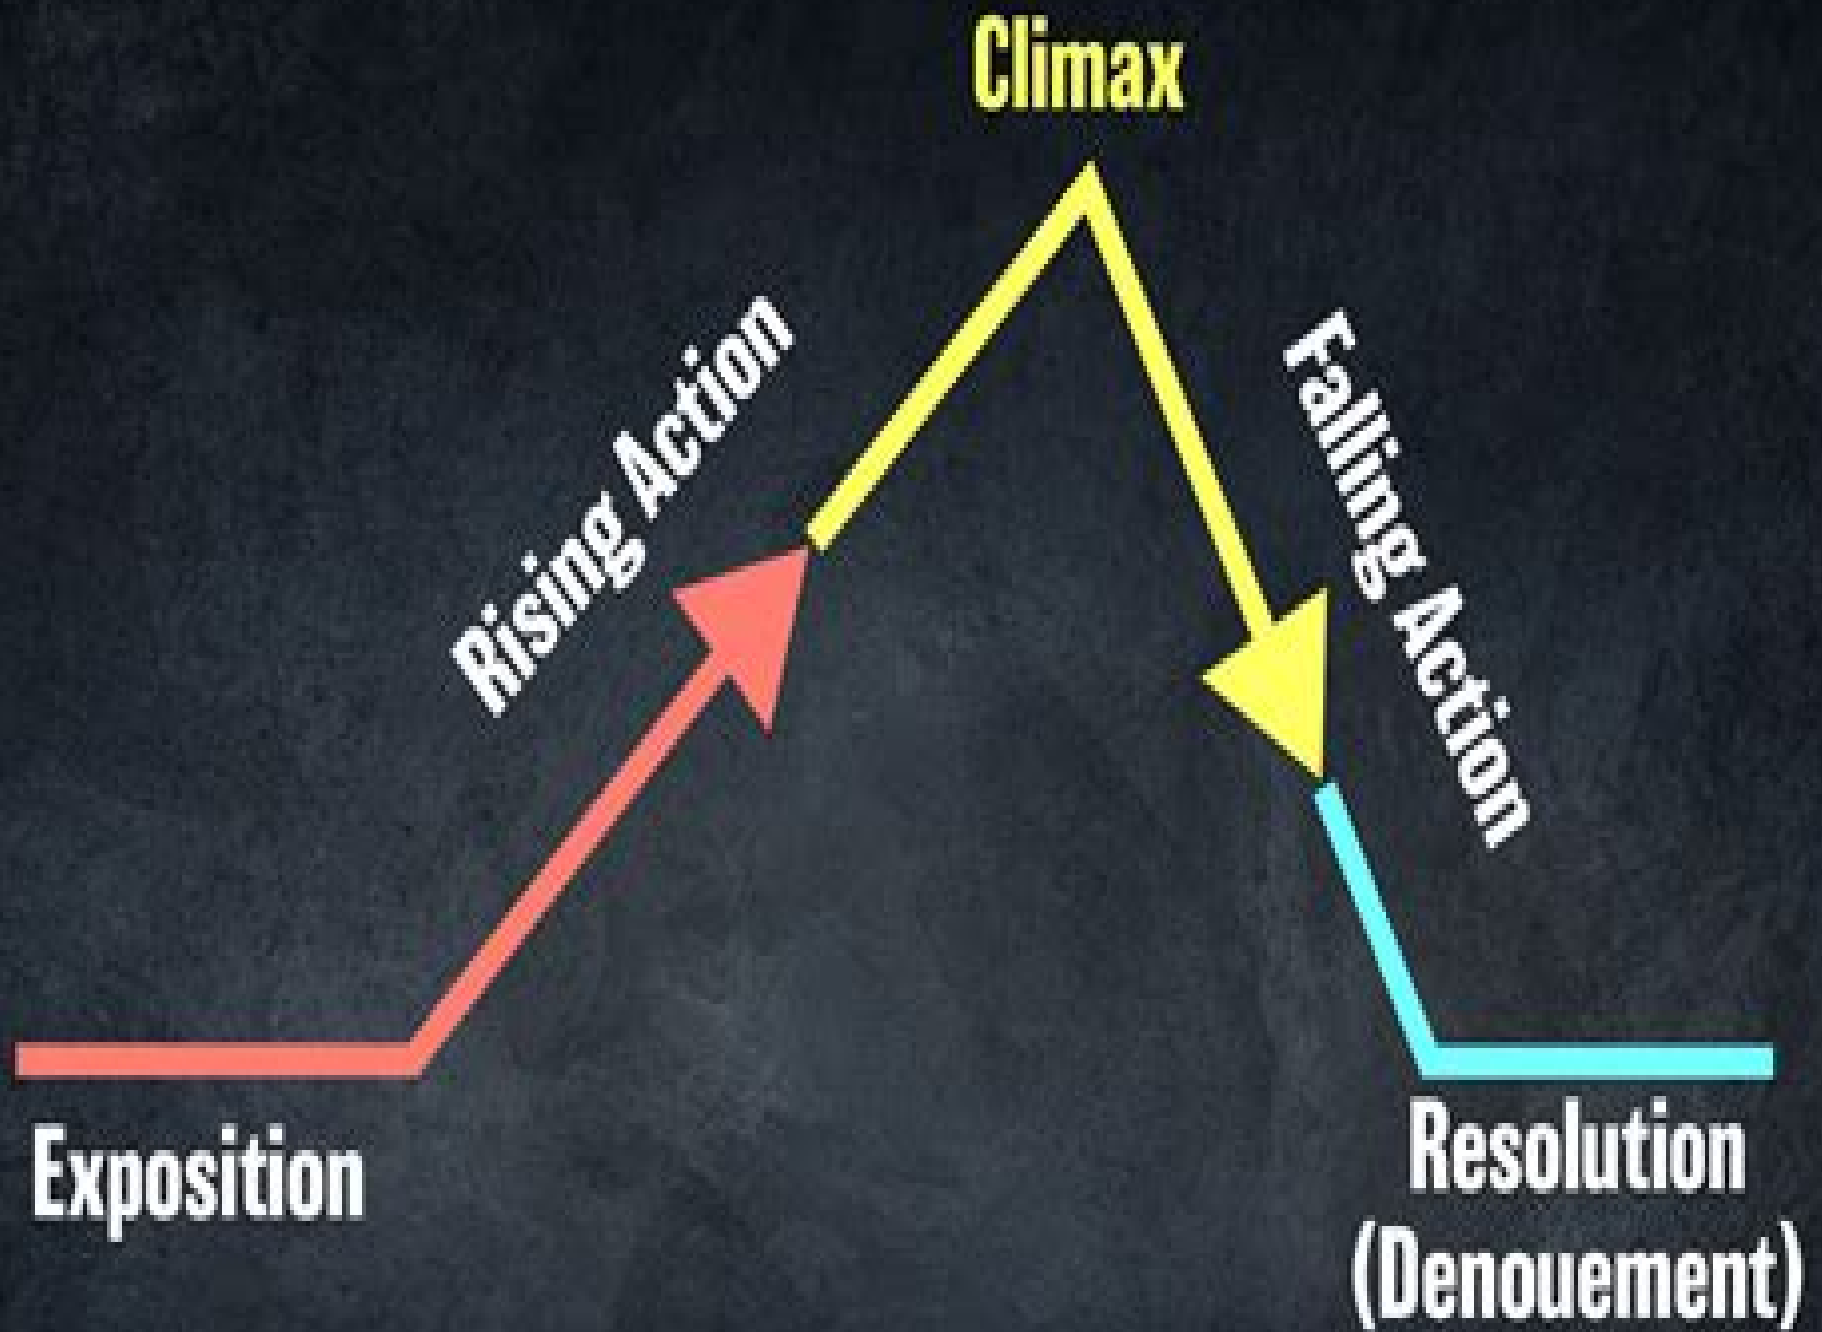 Climax
Rising Action
Falling Action
Exposition
Resolution
(Denouement)